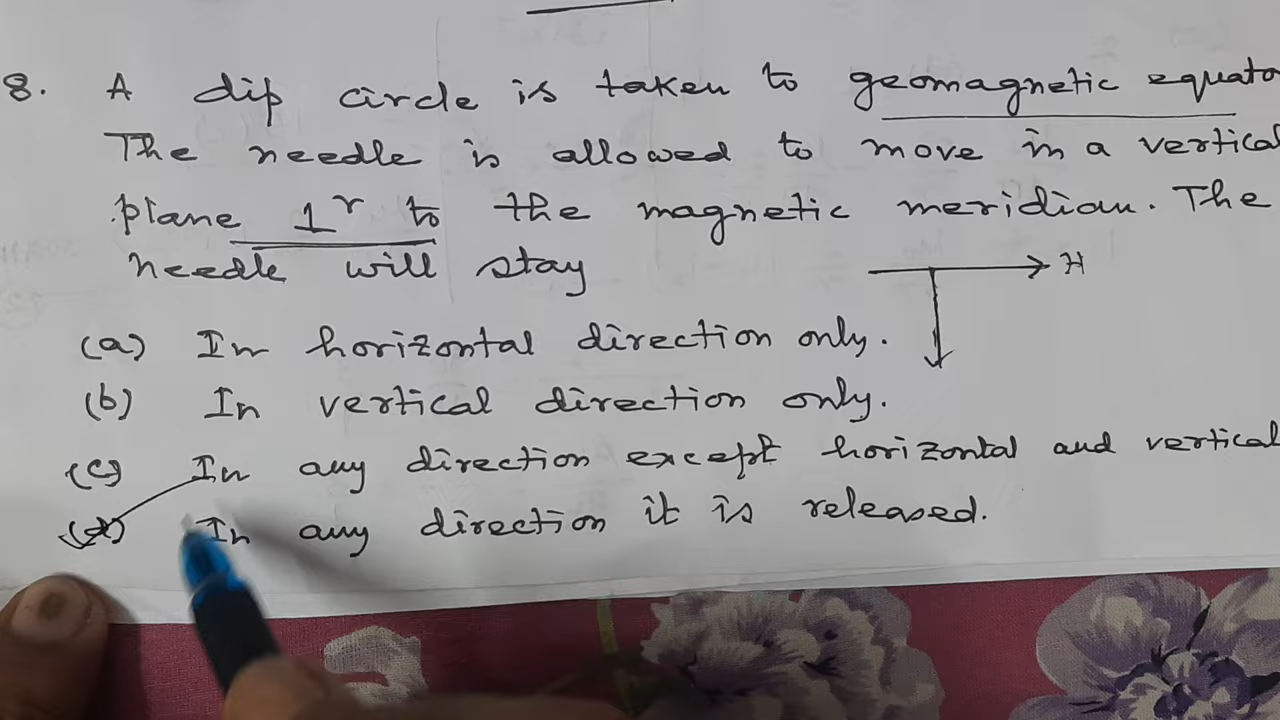 8. A dip circle is taken to geomagnetic equato
The needle is allowed to move in a vertical
plane 1r to the magnetic meridian. The
needle will stay
H
(a) In horizontal direction only.
(b) In vertical direction only.
(c) In any direction except horizontal and vertical
(d) In any direction it is released.